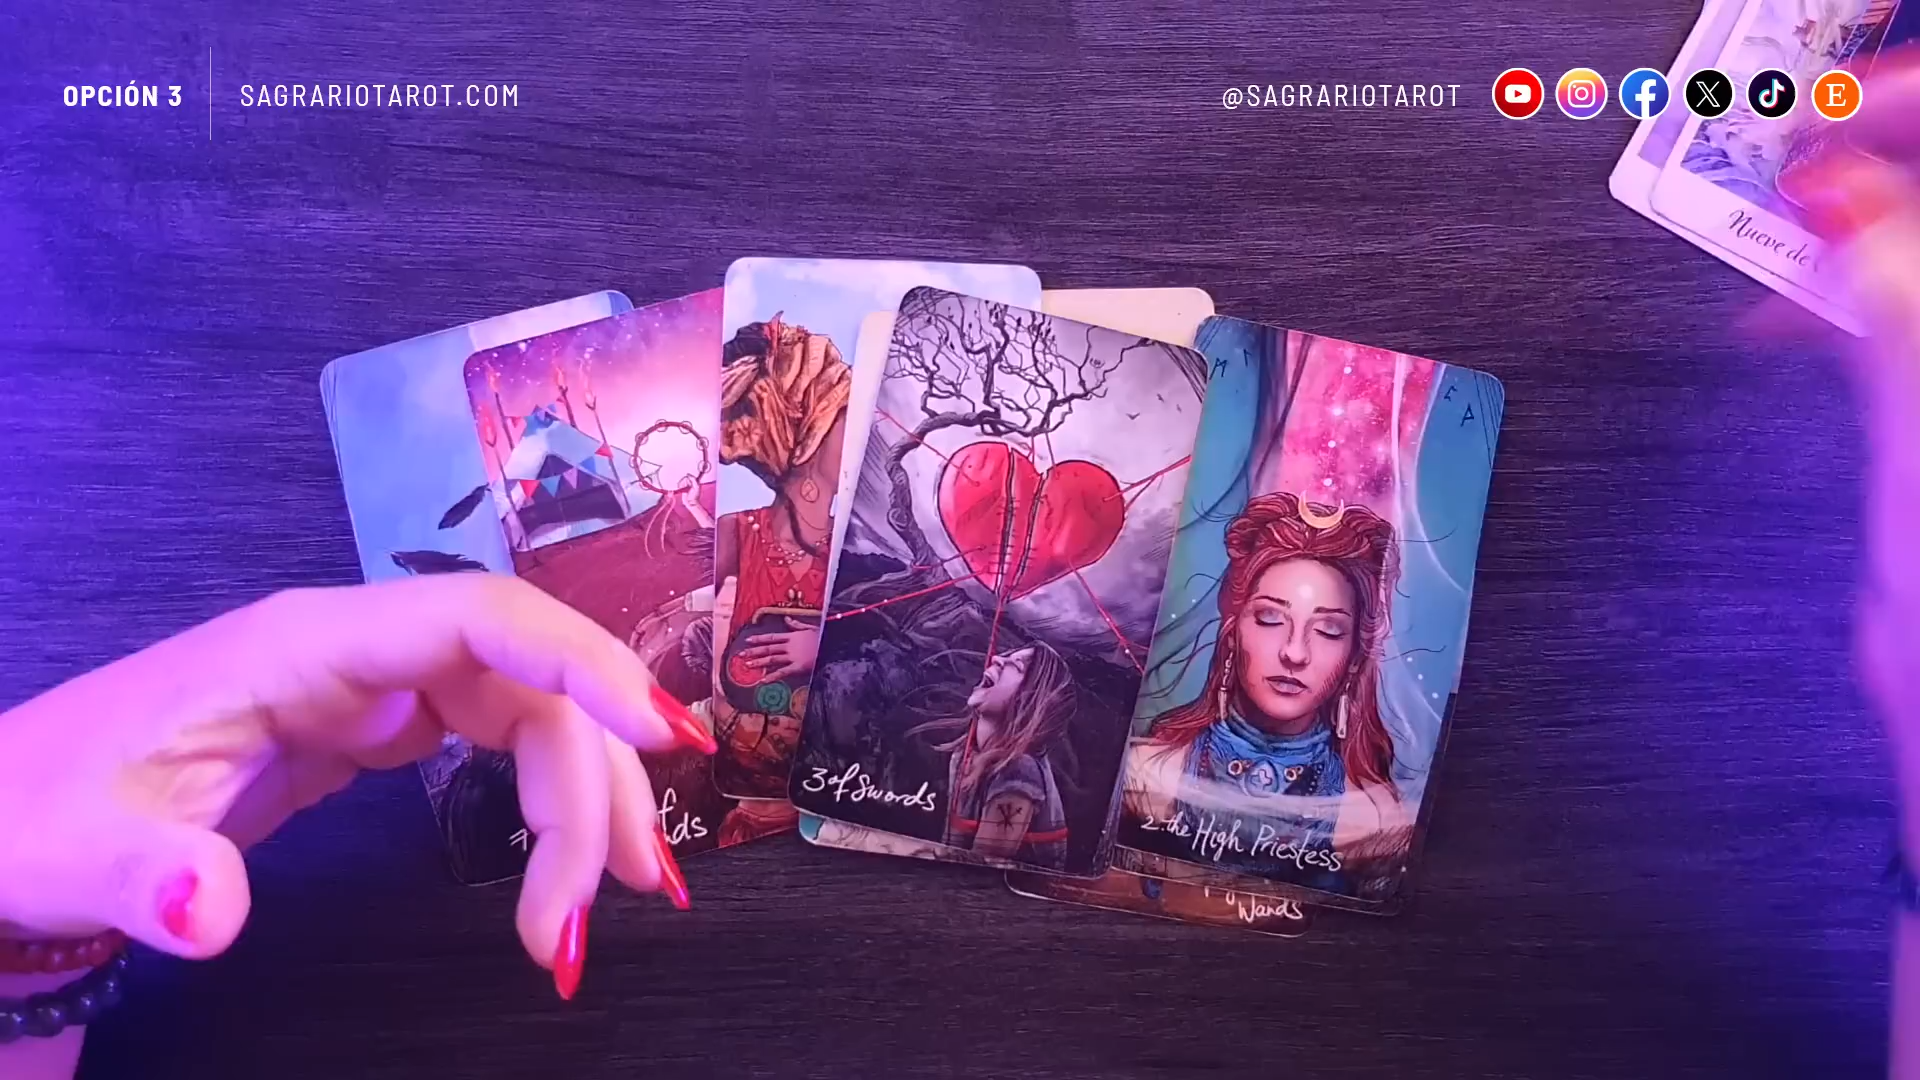 OPCIÓN 3
SAGRARIOTAROT.COM
@SAGRARIOTAROT
E
Nueve de
3 of Swords
2. the High Priestess
Wands